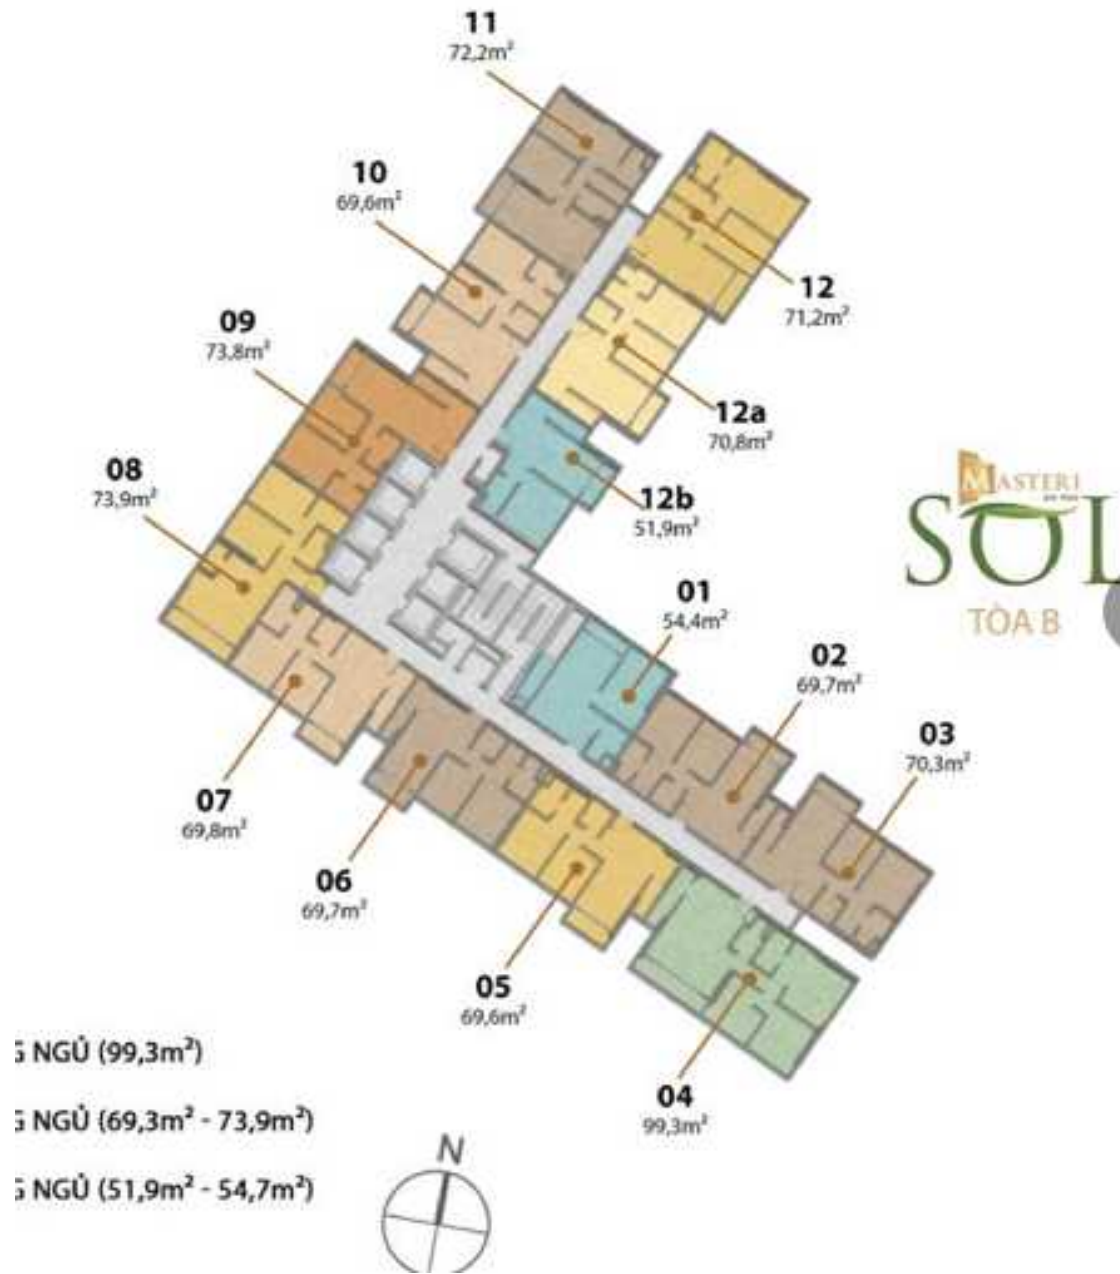 11
72,2m²
10
69,6m²
12
71,2m²
09
73,8m²
12a
70,8m²
08
73,9m²
12b
51,9m²
MASTERI
SOL
TÒA B
01
54,4m²
02
69,7m²
03
70,3m²
07
69,8m²
06
69,7m²
05
69,6m²
04
99,3m²
G NGỦ (99,3m²)
G NGỦ (69,3m² - 73,9m²)
G NGỦ (51,9m² - 54,7m²)
N